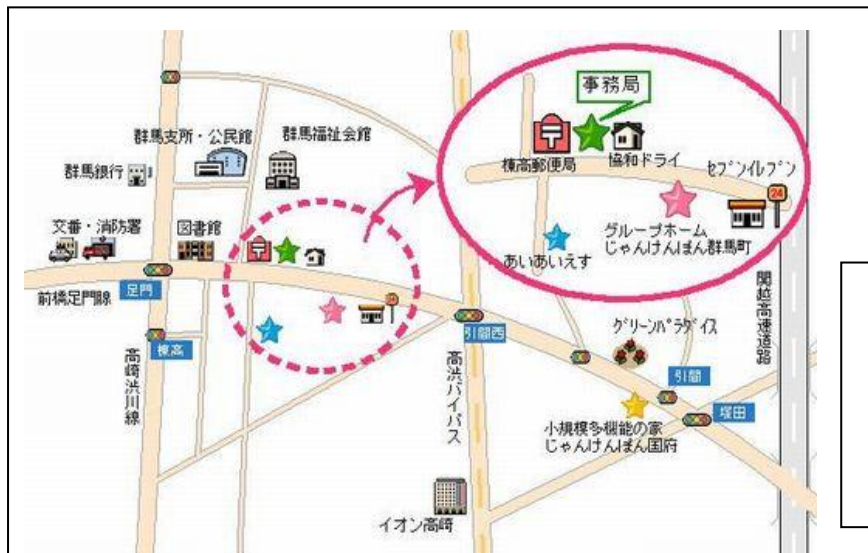 事務局
群馬支所・公民館
群馬福祉会館
棟高郵便局
協和ドライ
セブンイレブン
群馬銀行
24
交番・消防署
図書館
グループホーム
じゃんけんぽん群馬町
あいあいえす
足門
前橋足門線
引間西
グリーンパラダイス
関越高速道路
棟高
高崎渋川線
高渋バイパス
引間
塚田
小規模多機能の家
じゃんけんぽん国府
イオン高崎